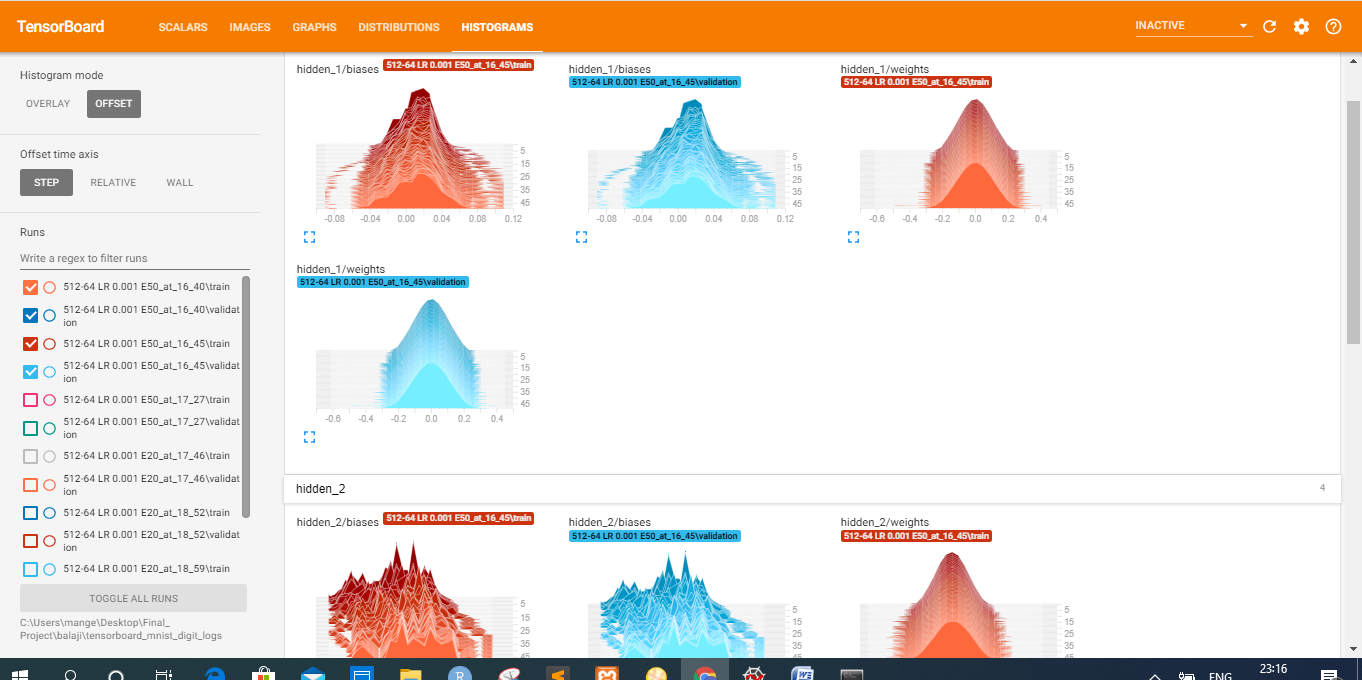 TensorBoard SCALARS IMAGES GRAPHS DISTRIBUTIONS HISTOGRAMS INACTIVE
Histogram mode
OVERLAY OFFSET
Offset time axis
STEP RELATIVE WALL
Runs
Write a regex to filter runs
512-64 LR 0.001 E50_at_16_40\train
512-64 LR 0.001 E50_at_16_40\validat
ion
512-64 LR 0.001 E50_at_16_45\train
512-64 LR 0.001 E50_at_16_45\validat
ion
512-64 LR 0.001 E50_at_17_27\train
512-64 LR 0.001 E50_at_17_27\validat
ion
512-64 LR 0.001 E20_at_17_46\train
512-64 LR 0.001 E20_at_17_46\validat
ion
512-64 LR 0.001 E20_at_18_52\train
512-64 LR 0.001 E20_at_18_52\validat
ion
512-64 LR 0.001 E20_at_18_59\train
TOGGLE ALL RUNS
C:\Users\mange\Desktop\Final_
Project\balaji\tensorboard_mnist_digit_logs
hidden_1/biases 512-64 LR 0.001 E50_at_16_45\train
5
15
25
35
45
-0.08 -0.04 0.00 0.04 0.08 0.12
hidden_1/biases
512-64 LR 0.001 E50_at_16_45\validation
5
15
25
35
45
-0.08 -0.04 0.00 0.04 0.08 0.12
hidden_1/weights
512-64 LR 0.001 E50_at_16_45\train
5
15
25
35
45
-0.6 -0.4 -0.2 0.0 0.2 0.4
hidden_1/weights
512-64 LR 0.001 E50_at_16_45\validation
5
15
25
35
45
-0.6 -0.4 -0.2 0.0 0.2 0.4
hidden_2 4
hidden_2/biases 512-64 LR 0.001 E50_at_16_45\train
5
15
25
35
hidden_2/biases
512-64 LR 0.001 E50_at_16_45\validation
5
15
25
35
hidden_2/weights
512-64 LR 0.001 E50_at_16_45\train
5
15
25
35
23:16
ENG